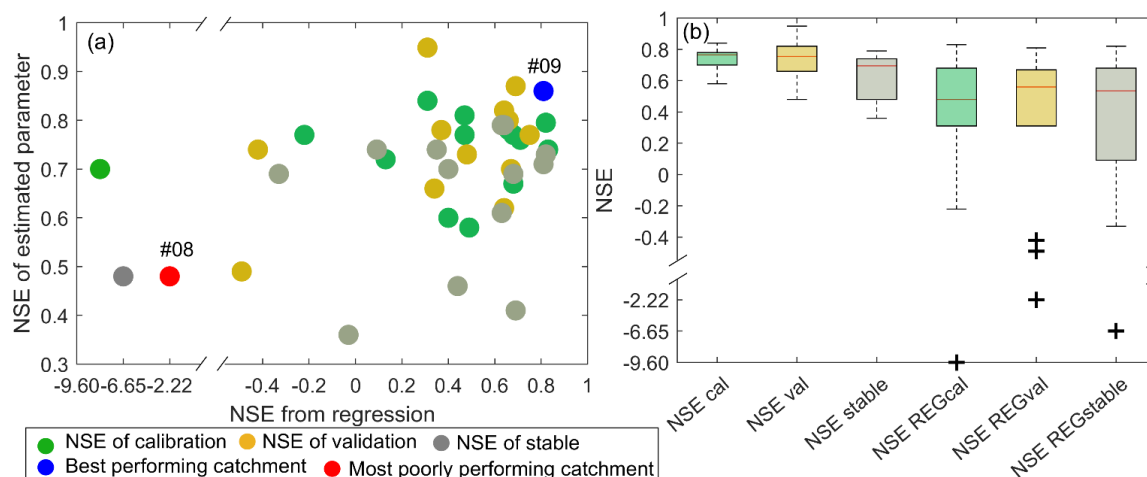 (a)
#09
#08
1
0.9
0.8
0.7
0.6
0.5
0.4
0.3
NSE of estimated parameter
-9.60 -6.65 -2.22 -0.4 -0.2 0 0.2 0.4 0.6 0.8 1
NSE from regression
NSE of calibration NSE of validation NSE of stable
Best performing catchment Most poorly performing catchment
(b)
1
0.8
0.6
0.4
0.2
0
-0.2
-0.4
-2.22
-6.65
-9.60
NSE
NSE cal
NSE val
NSE stable
NSE REGcal
NSE REGval
NSE REGstable